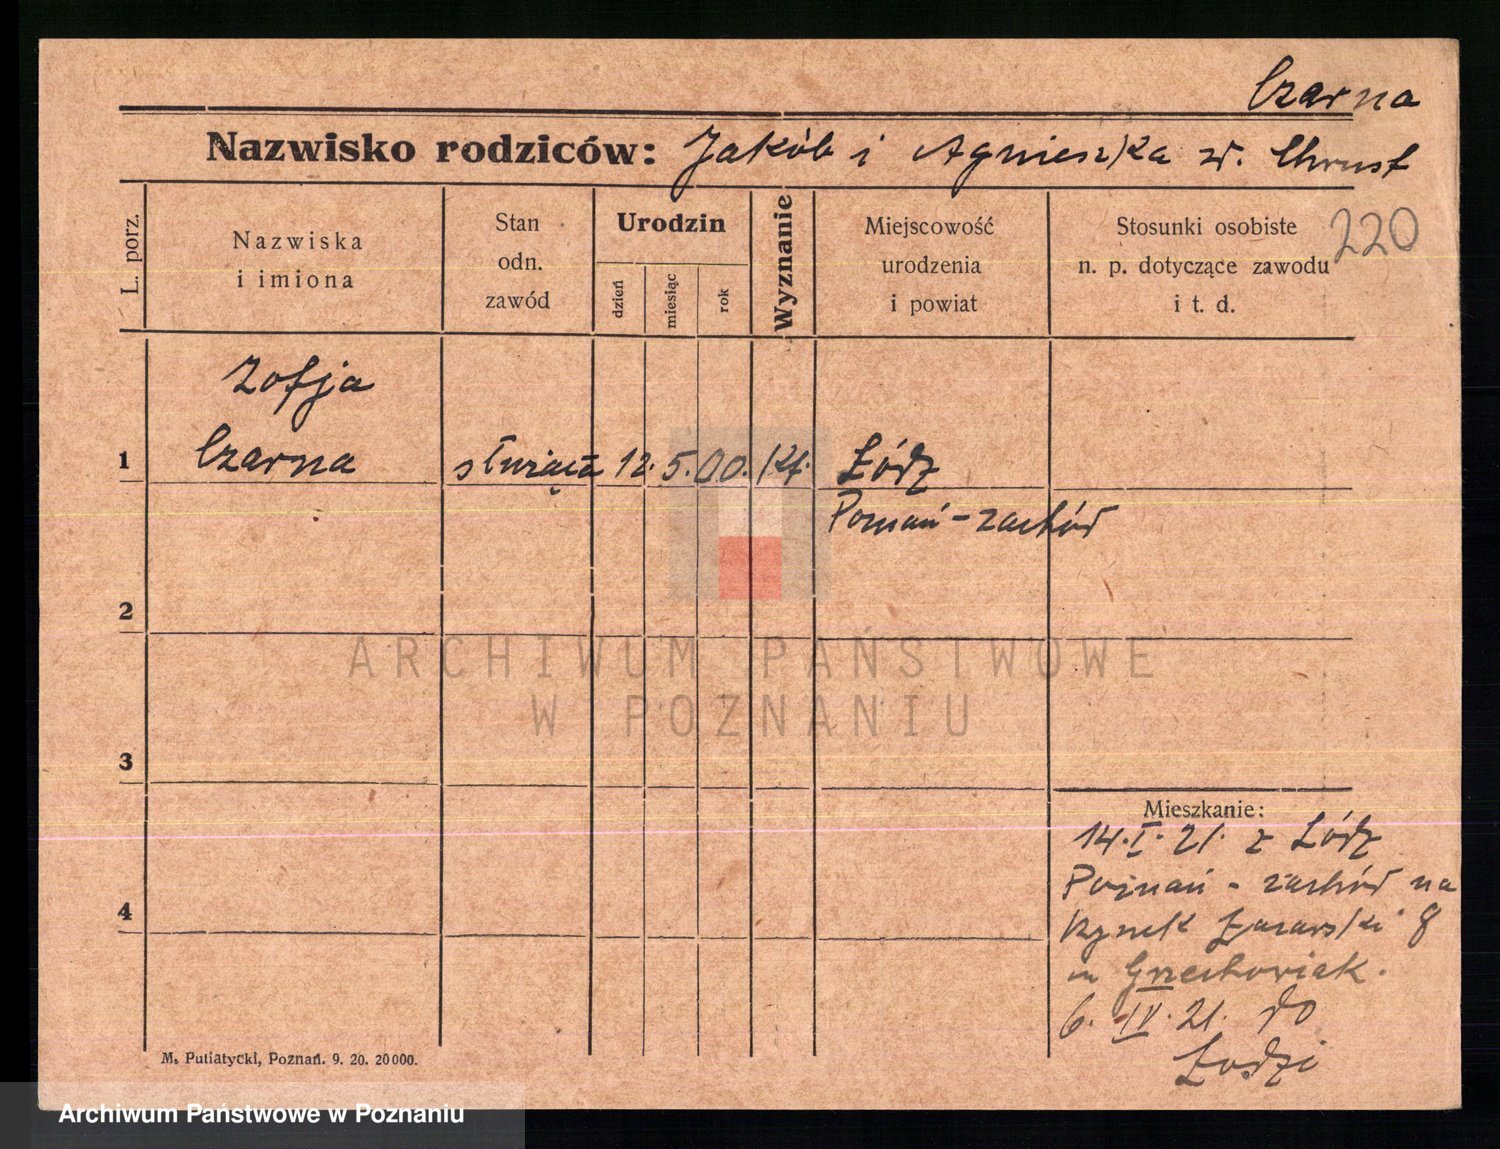 Czarna
Nazwisko rodziców: Jakób i Agnieszka z d. Chrust
220
L. porz.
Nazwiska
i imiona
Stan
odn.
zawód
Urodzin
dzień
miesiąc
rok
Wyznanie
Miejscowość
urodzenia
i powiat
Stosunki osobiste
n. p. dotyczące zawodu
i t. d.
Zofja
1 Czarna służąca 12. 5. 00. Kt. Łódź
Poznań - zachód
2
3
4
Mieszkanie:
14.I.21. z Łódź
Poznań - zachód na
Rynek Łazarski 8
m Grzechowiak.
6. IV. 21. do
Łodzi
M. Putiatycki, Poznań. 9. 20. 20000.
ARCHIWUM PAŃSTWOWE
W POZNANIU
Archiwum Państwowe w Poznaniu